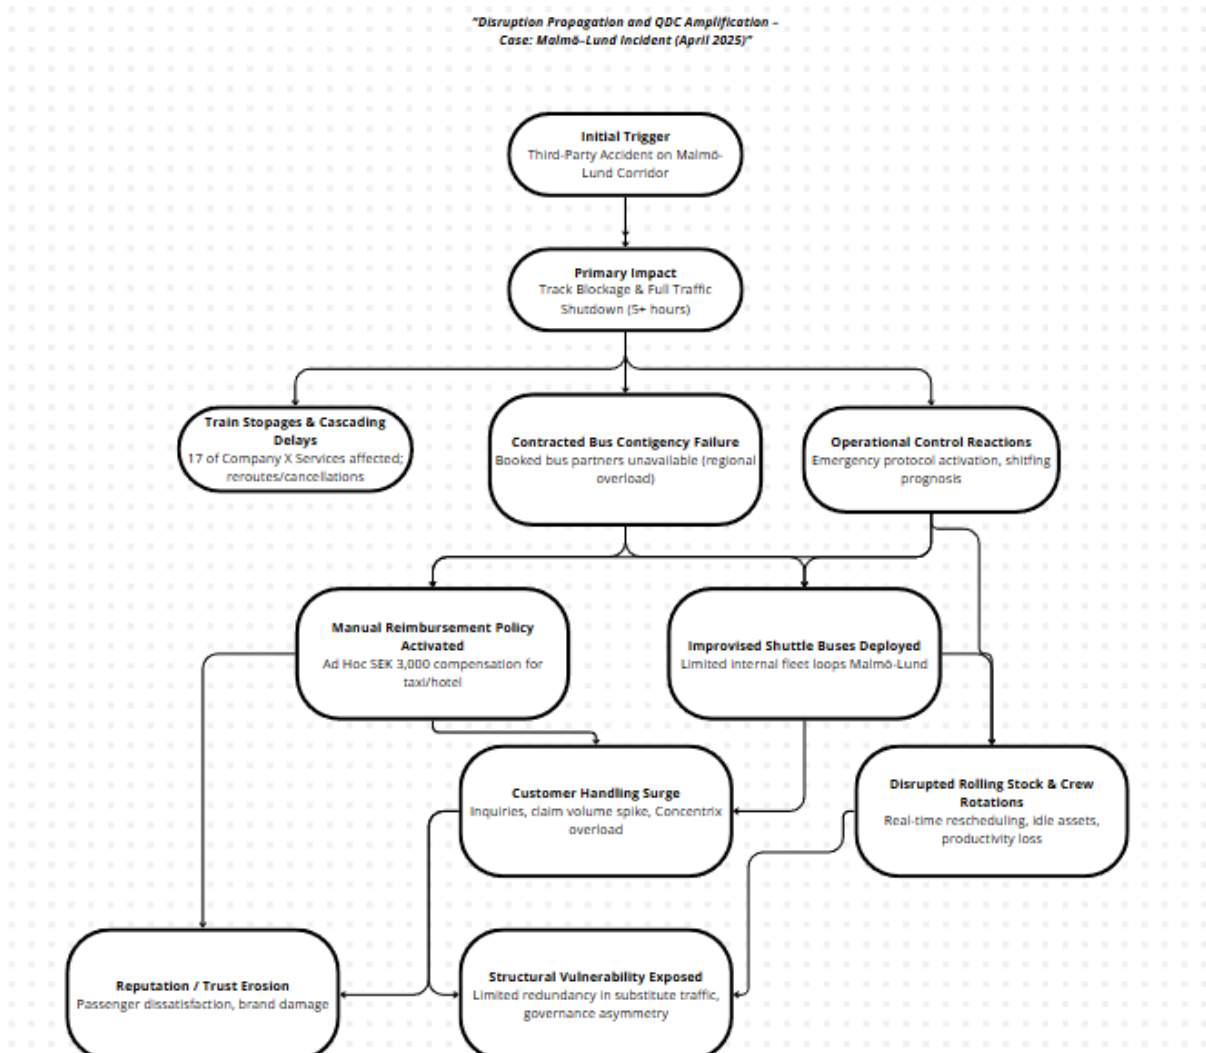 "Disruption Propagation and QDC Amplification –
Case: Malmö–Lund Incident (April 2025)"
Initial Trigger
Third-Party Accident on Malmö-
Lund Corridor
Primary Impact
Track Blockage & Full Traffic
Shutdown (5+ hours)
Train Stopages & Cascading
Delays
17 of Company X Services affected;
reroutes/cancellations
Contracted Bus Contigency Failure
Booked bus partners unavailable (regional
overload)
Operational Control Reactions
Emergency protocol activation, shitfing
prognosis
Manual Reimbursement Policy
Activated
Ad Hoc SEK 3,000 compensation for
taxi/hotel
Improvised Shuttle Buses Deployed
Limited internal fleet loops Malmö-Lund
Customer Handling Surge
Inquiries, claim volume spike, Concentrix
overload
Disrupted Rolling Stock & Crew
Rotations
Real-time rescheduling, idle assets,
productivity loss
Reputation / Trust Erosion
Passenger dissatisfaction, brand damage
Structural Vulnerability Exposed
Limited redundancy in substitute traffic,
governance asymmetry